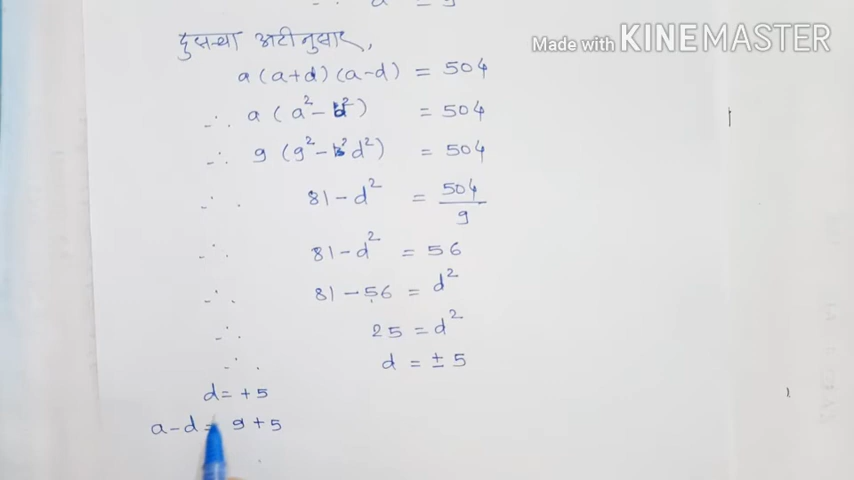 a = 9
दुसऱ्या अटीनुसार,
Made with KINEMASTER
a (a+d) (a-d) = 504
∴ a (a² - d²) = 504
∴ 9 (9² - d²) = 504
∴ 81 - d² = 504/9
∴ 81 - d² = 56
∴ 81 - 56 = d²
∴ 25 = d²
∴ d = ± 5
d = + 5
a - d = 9 + 5